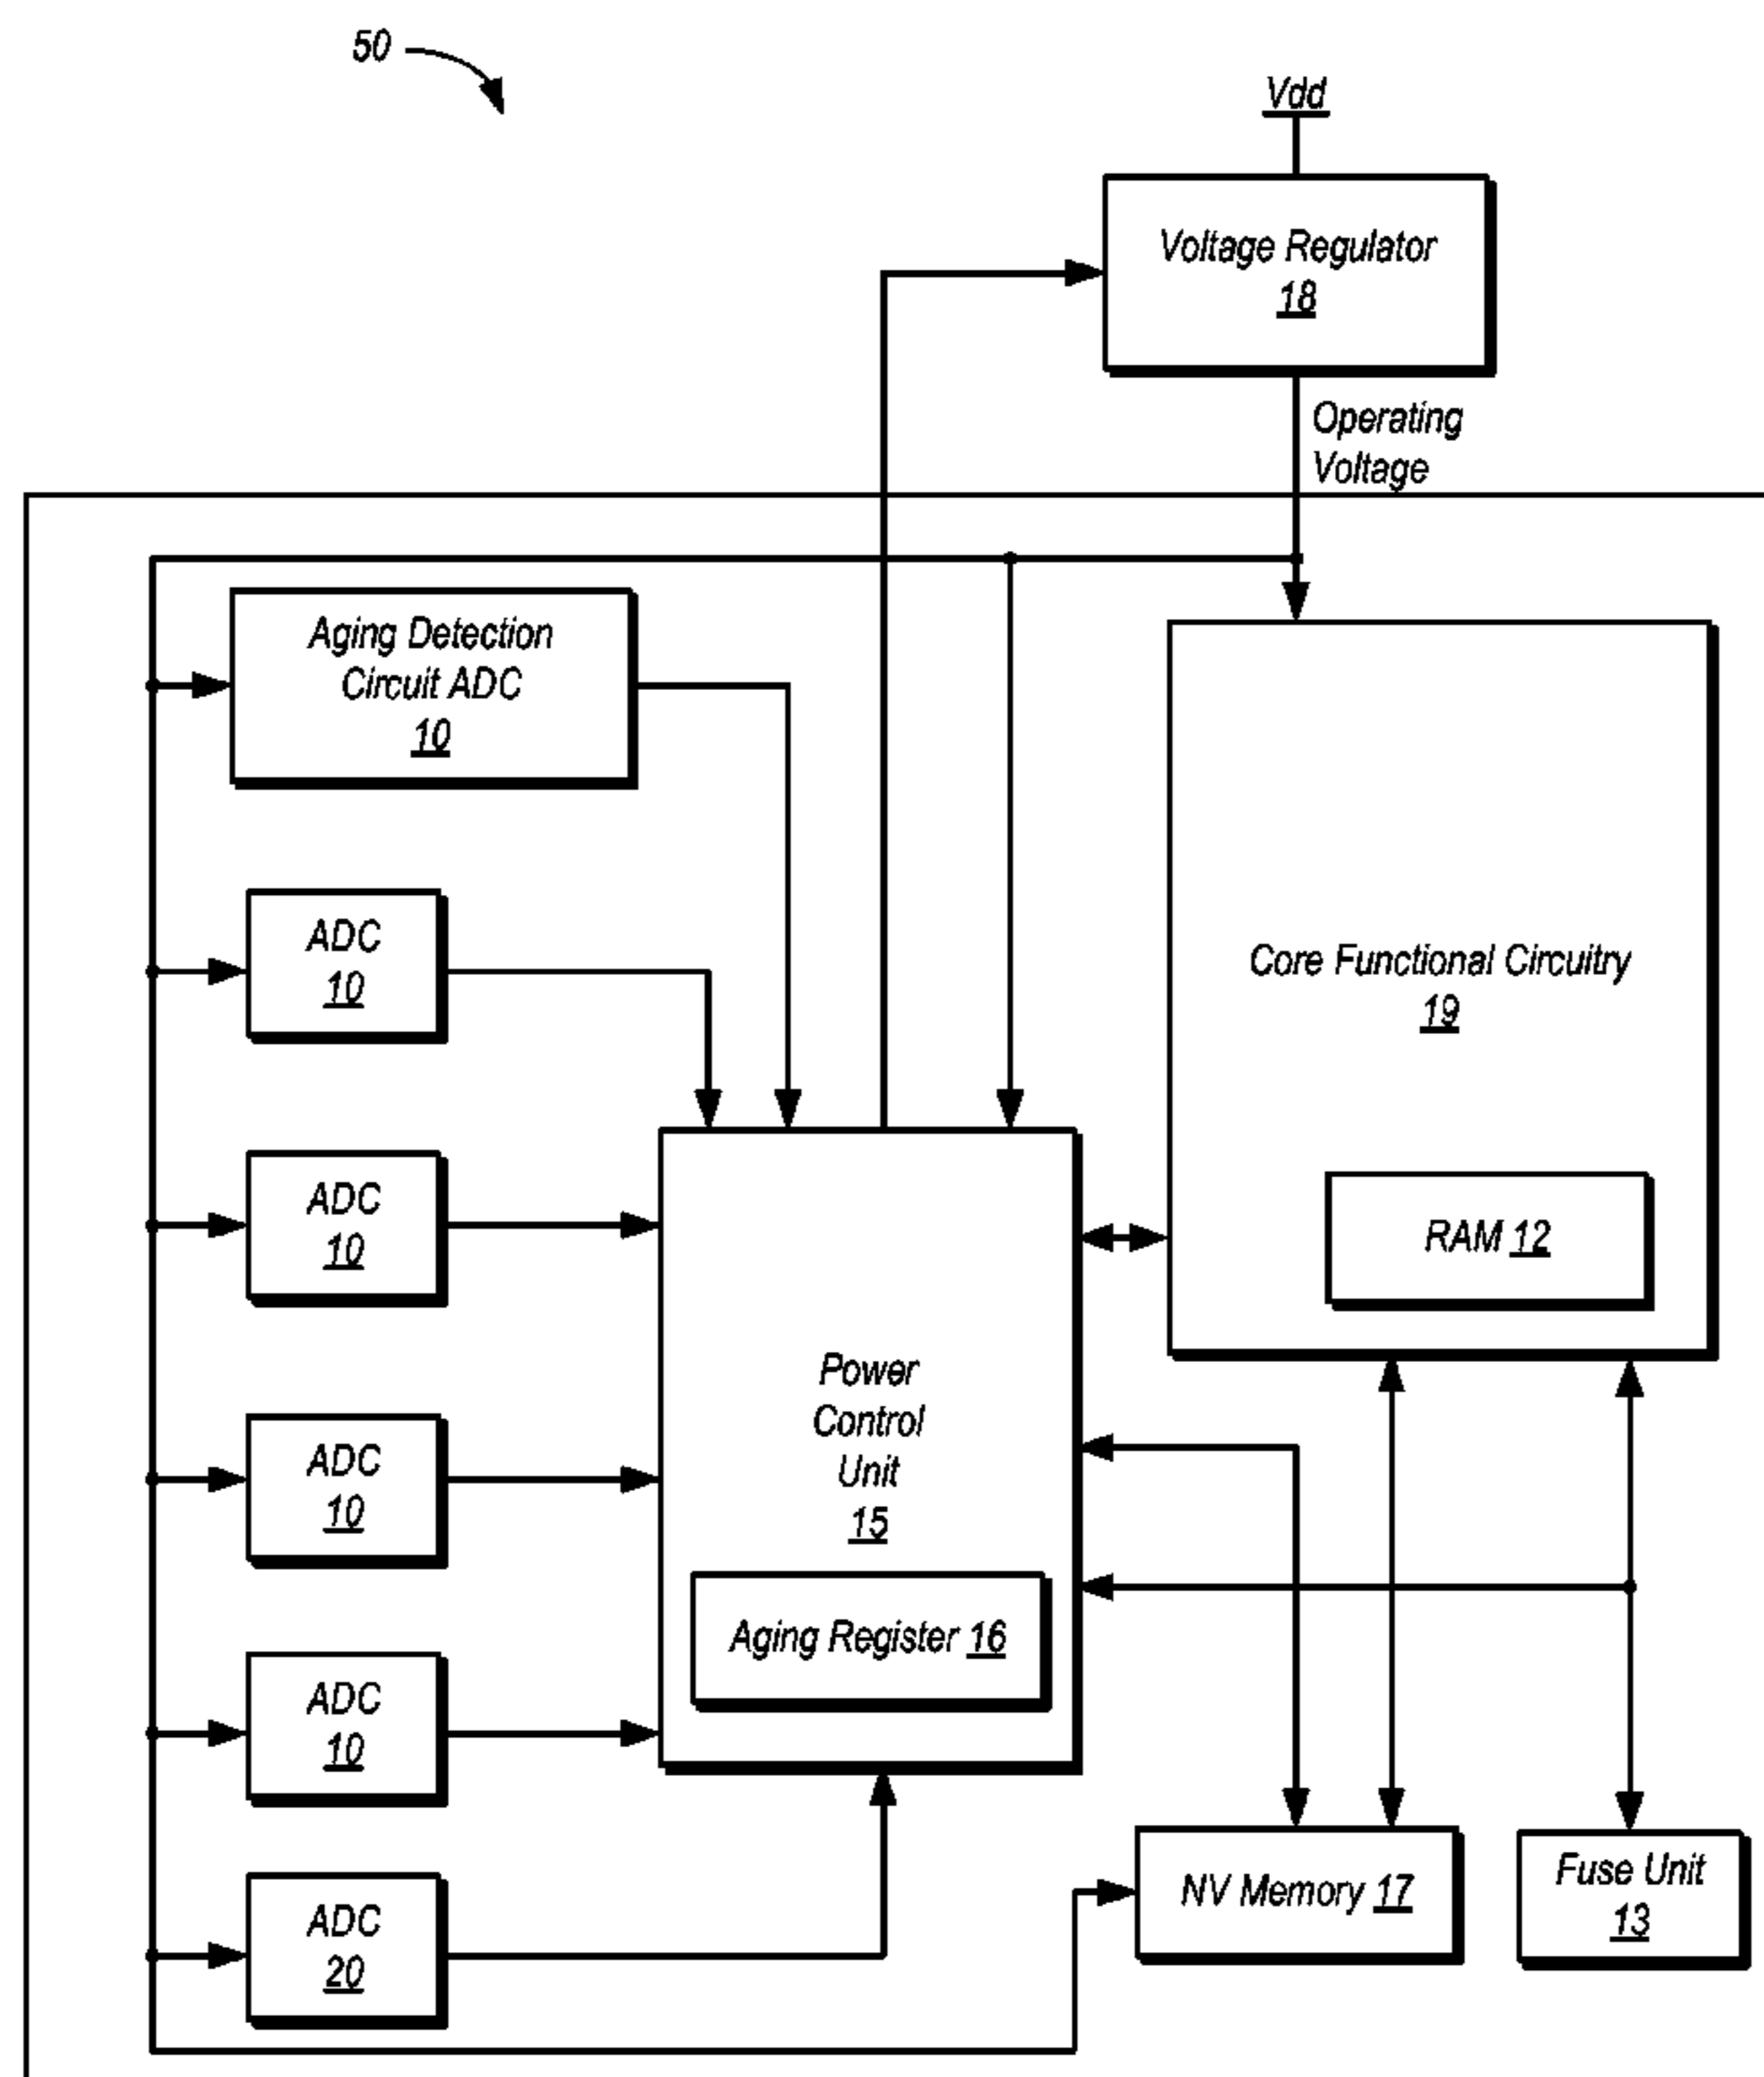 50
Vdd
Voltage Regulator
18
Operating
Voltage
Aging Detection
Circuit ADC
10
ADC
10
Core Functional Circuitry
19
ADC
10
RAM 12
Power
Control
Unit
15
ADC
10
Aging Register 16
ADC
10
NV Memory 17
Fuse Unit
13
ADC
20